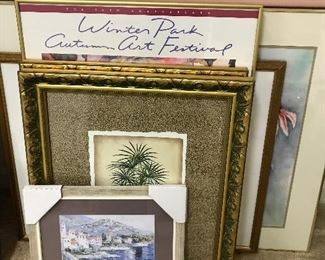 Winter Park
Autumn Art Festival